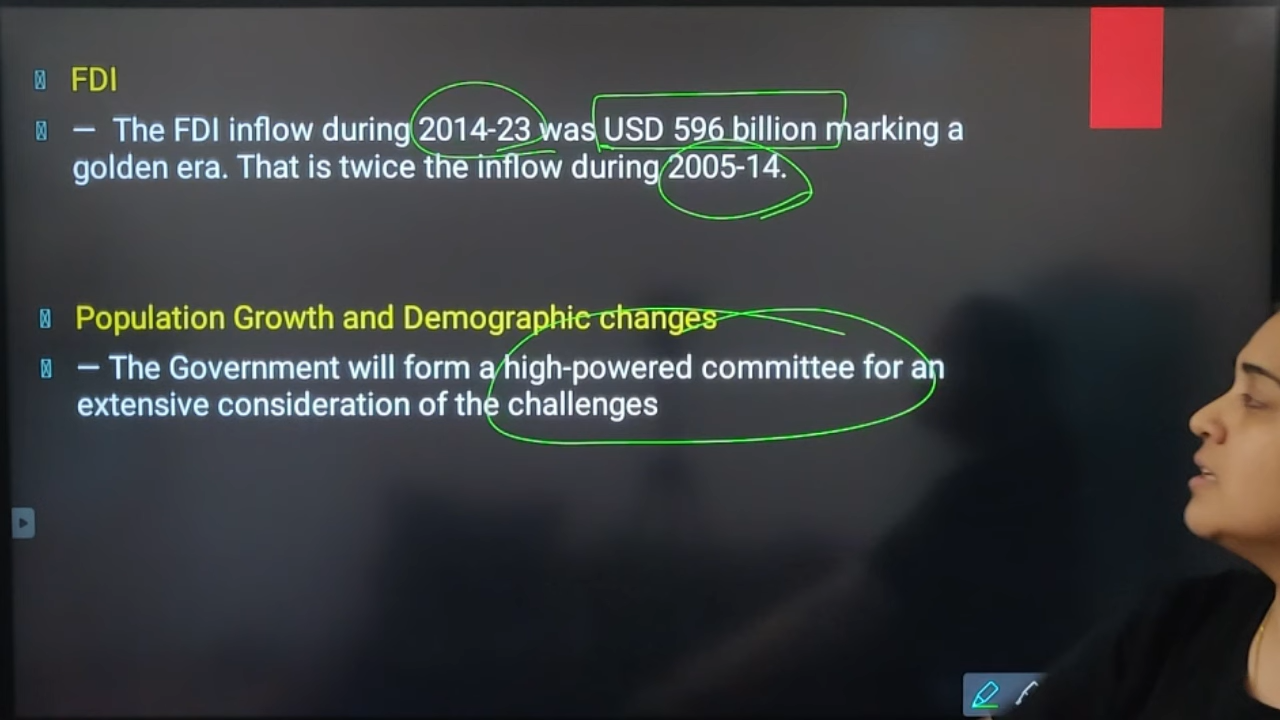 FDI
— The FDI inflow during 2014-23 was USD 596 billion marking a
golden era. That is twice the inflow during 2005-14.
Population Growth and Demographic changes
— The Government will form a high-powered committee for an
extensive consideration of the challenges